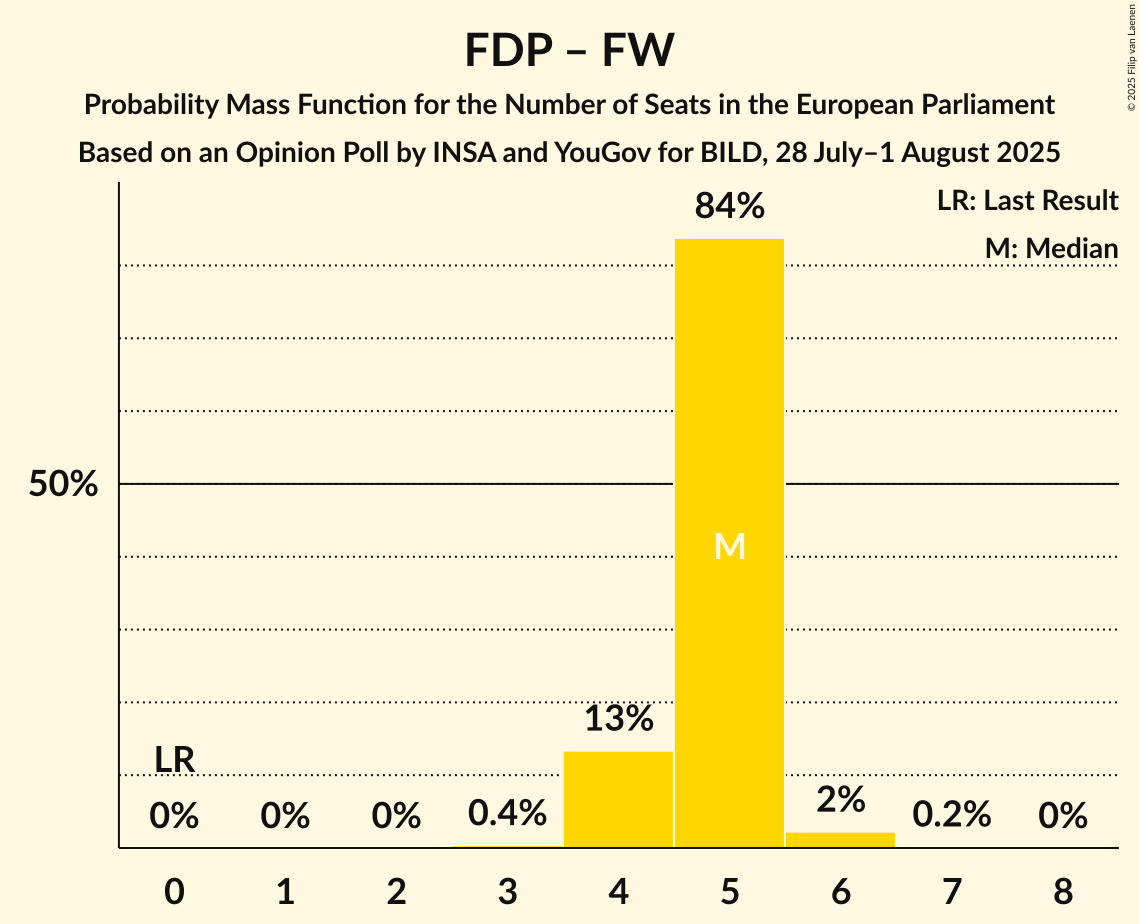 FDP – FW
Probability Mass Function for the Number of Seats in the European Parliament
Based on an Opinion Poll by INSA and YouGov for BILD, 28 July–1 August 2025
© 2025 Filip van Laenen
LR: Last Result
M: Median
84%
50%
M
13%
LR
0%
0%
0%
0.4%
2%
0.2%
0%
0
1
2
3
4
5
6
7
8